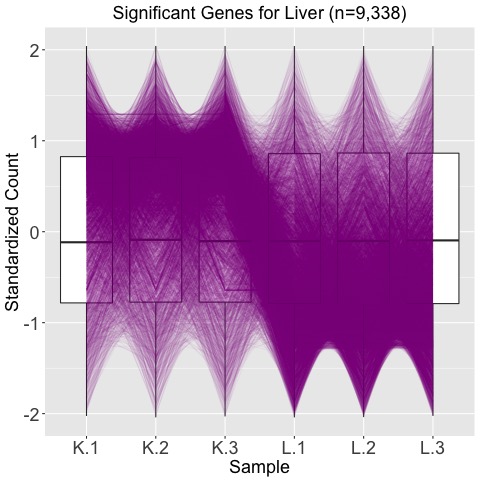 Significant Genes for Liver (n=9,338)
Standardized Count
2
1
0
-1
-2
K.1 K.2 K.3 L.1 L.2 L.3
Sample